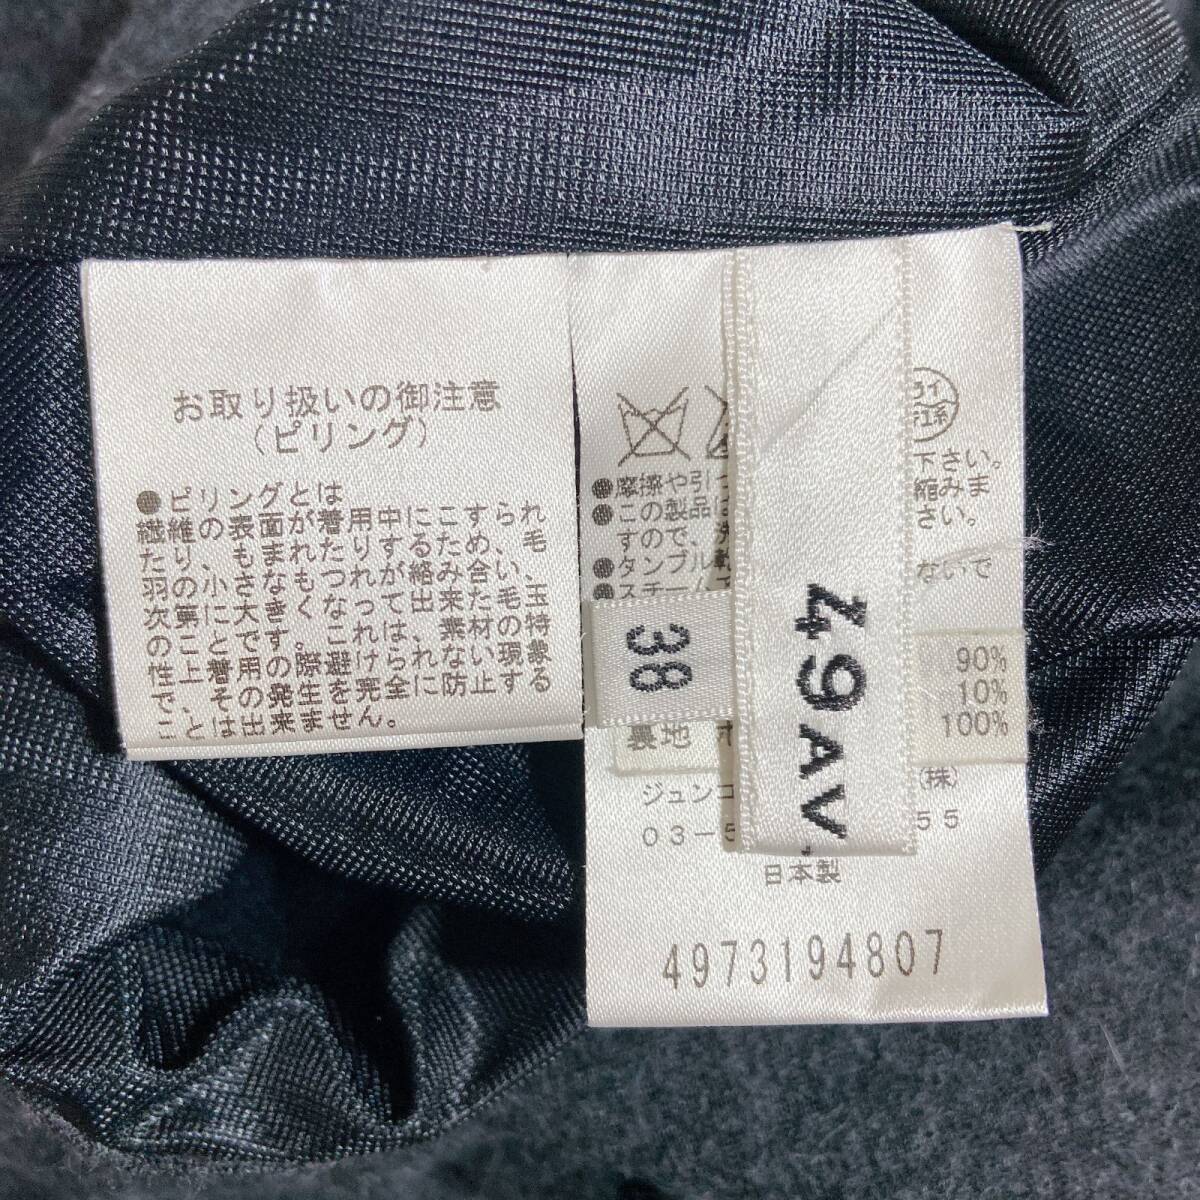 お取り扱いの御注意
(ピリング)
●ピリングとは
繊維の表面が着用中にこすられ
たり、もまれたりするため、毛
羽の小さなもつれが絡み合い、
次第に大きくなって出来た毛玉
のことです。これは、素材の特
性上着用の際避けられない現象
で、その発生を完全に防止する
ことは出来ません。
ドライ
下さい。
●摩擦や引っ
縮みま
●この製品は
さい。
すので、洗
●タンブル乾
ないで
●スチーム
38
49AV.
90%
10%
裏地 ポ
100%
ジュンコ
(株)
03-5
55
日本製
4973194807